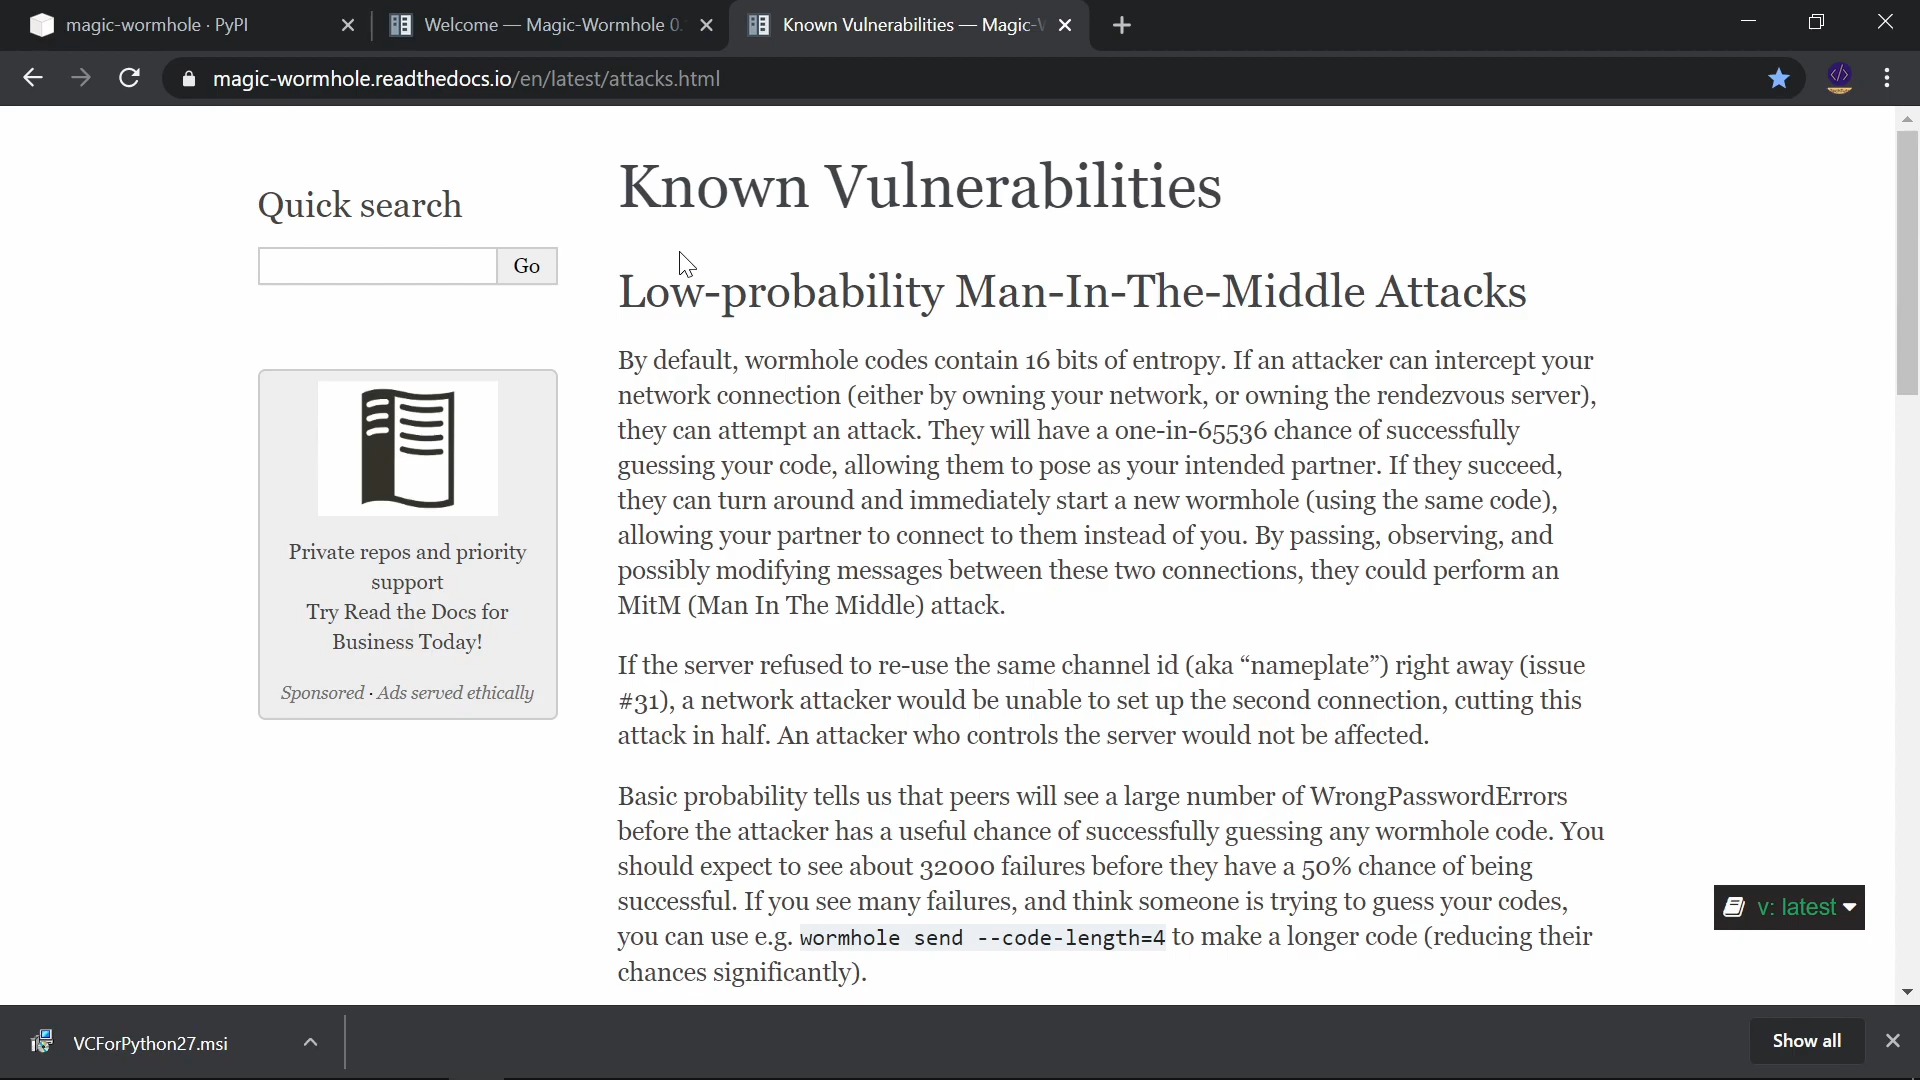 magic-wormhole · PyPI
Welcome — Magic-Wormhole 0.
Known Vulnerabilities — Magic-W
magic-wormhole.readthedocs.io/en/latest/attacks.html
Known Vulnerabilities
Quick search
Go
Low-probability Man-In-The-Middle Attacks
By default, wormhole codes contain 16 bits of entropy. If an attacker can intercept your
network connection (either by owning your network, or owning the rendezvous server),
they can attempt an attack. They will have a one-in-65536 chance of successfully
guessing your code, allowing them to pose as your intended partner. If they succeed,
they can turn around and immediately start a new wormhole (using the same code),
allowing your partner to connect to them instead of you. By passing, observing, and
possibly modifying messages between these two connections, they could perform an
MitM (Man In The Middle) attack.
Private repos and priority
support
Try Read the Docs for
Business Today!
Sponsored · Ads served ethically
If the server refused to re-use the same channel id (aka “nameplate”) right away (issue
#31), a network attacker would be unable to set up the second connection, cutting this
attack in half. An attacker who controls the server would not be affected.
Basic probability tells us that peers will see a large number of WrongPasswordErrors
before the attacker has a useful chance of successfully guessing any wormhole code. You
should expect to see about 32000 failures before they have a 50% chance of being
successful. If you see many failures, and think someone is trying to guess your codes,
you can use e.g. wormhole send --code-length=4 to make a longer code (reducing their
chances significantly).
v: latest
VCForPython27.msi
Show all